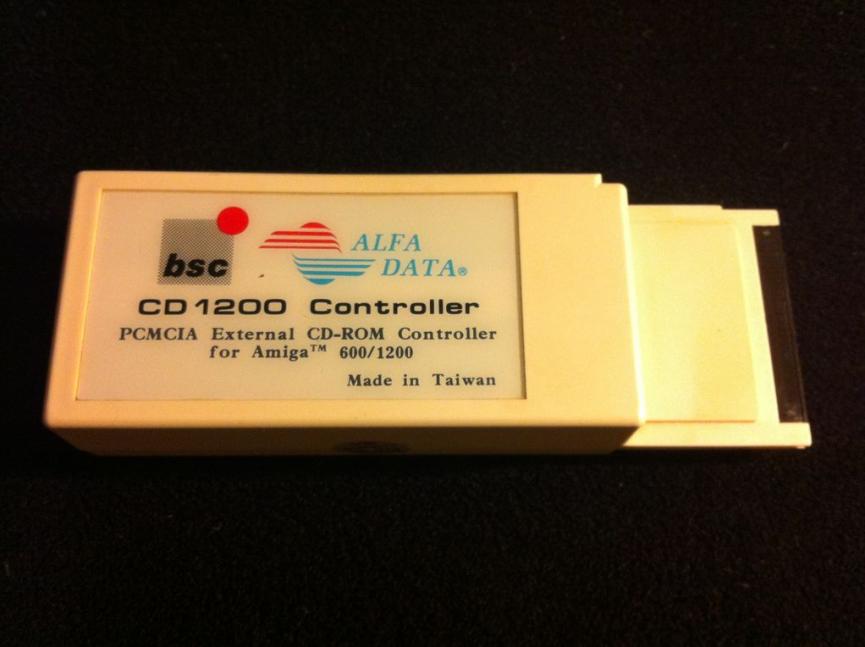 bsc
ALFA
DATA®
CD1200 Controller
PCMCIA External CD-ROM Controller
for Amiga™ 600/1200
Made in Taiwan